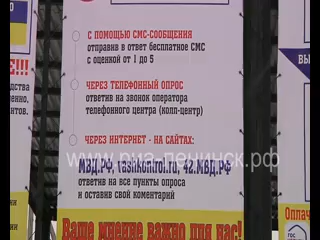 С ПОМОЩЬЮ СМС-СООБЩЕНИЯ
отправив в ответ бесплатное СМС
с оценкой от 1 до 5
ЧЕРЕЗ ТЕЛЕФОННЫЙ ОПРОС
ответив на звонок оператора
телефонного центра (колл-центр)
ЧЕРЕЗ ИНТЕРНЕТ - НА САЙТАХ:
МВД.РФ, vashkontrol.ru, 42.МВД.РФ
ответив на все пункты опроса
и оставив свой коментарий
Ваше мнение важно для нас!
Оплач